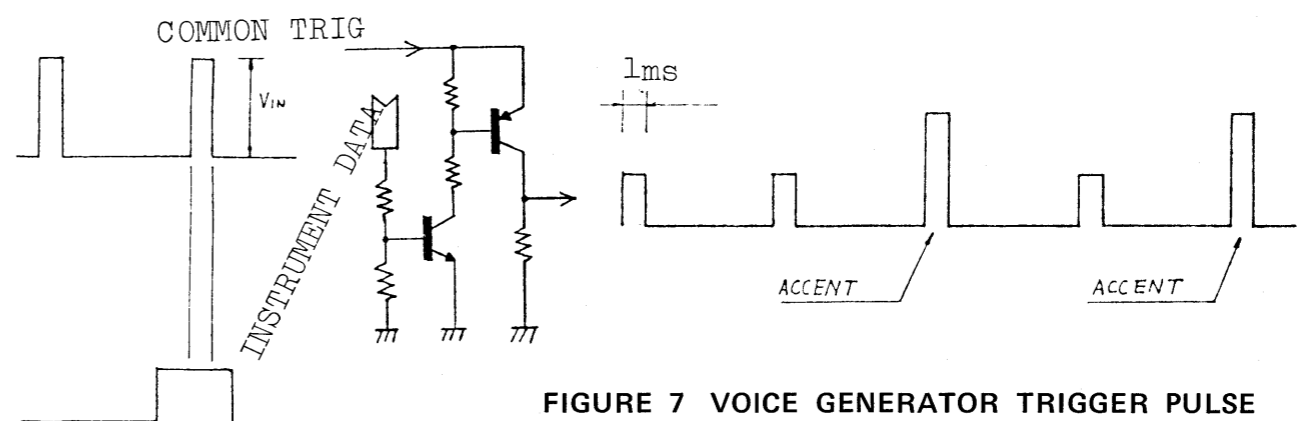 COMMON TRIG
VIN
INSTRUMENT DATA
1ms
ACCENT
ACCENT
FIGURE 7 VOICE GENERATOR TRIGGER PULSE